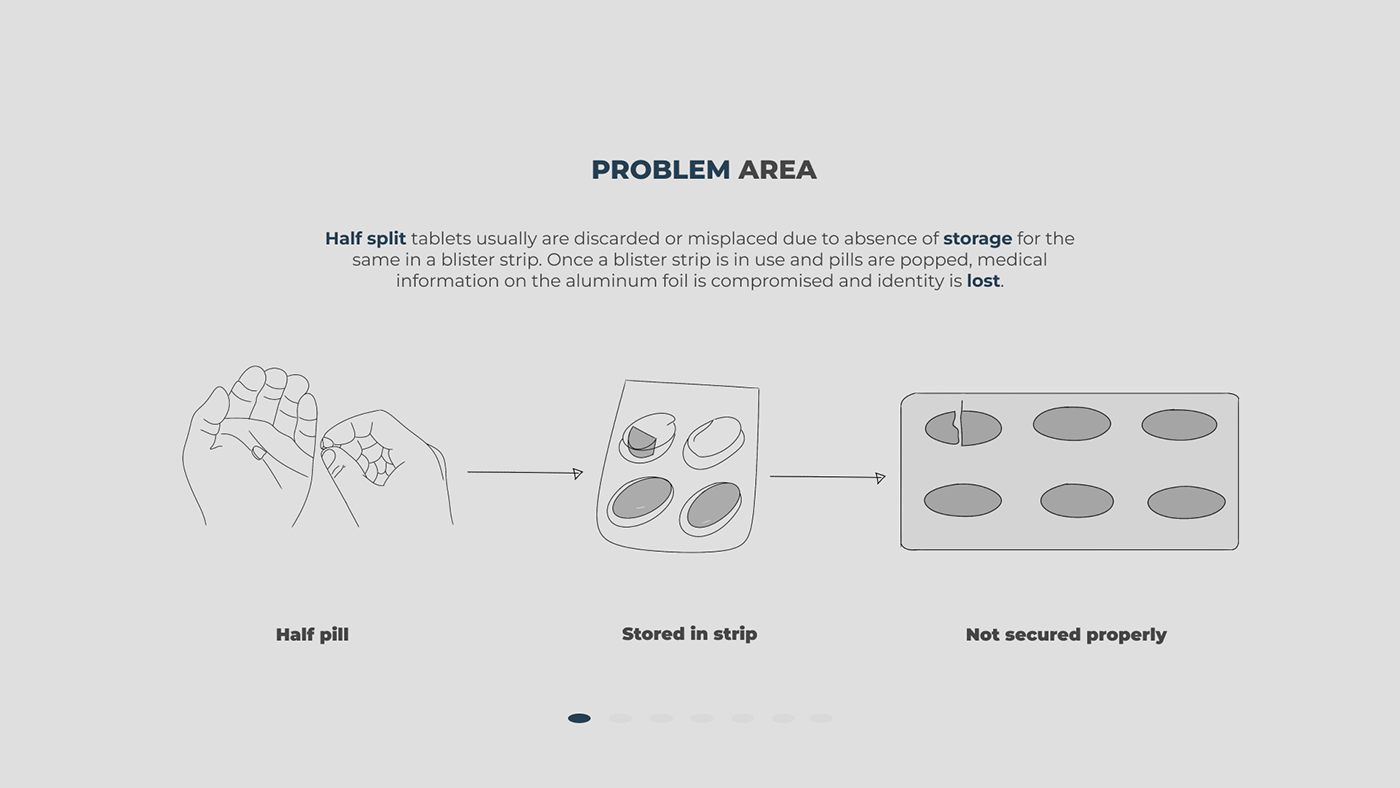 PROBLEM AREA
Half split tablets usually are discarded or misplaced due to absence of storage for the
same in a blister strip. Once a blister strip is in use and pills are popped, medical
information on the aluminum foil is compromised and identity is lost.
Half pill
Stored in strip
Not secured properly